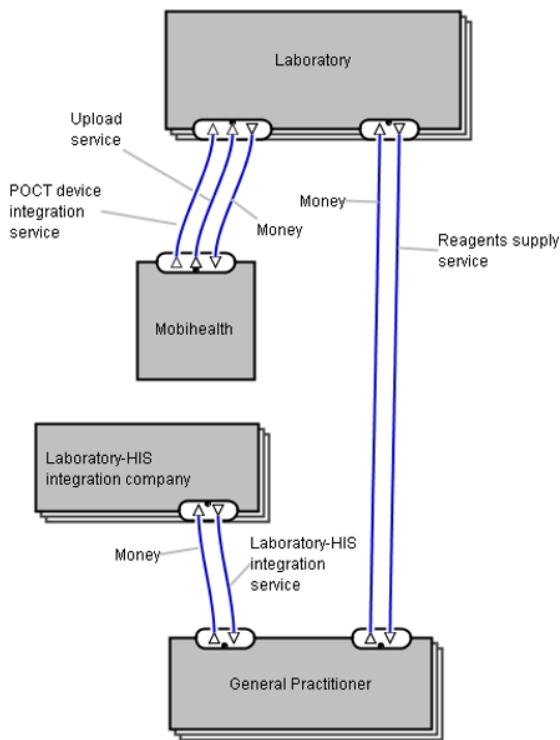 Laboratory
Upload
service
POCT device
integration
service
Money
Money
Reagents supply
service
Mobihealth
Laboratory-HIS
integration company
Money
Laboratory-HIS
integration
service
General Practitioner